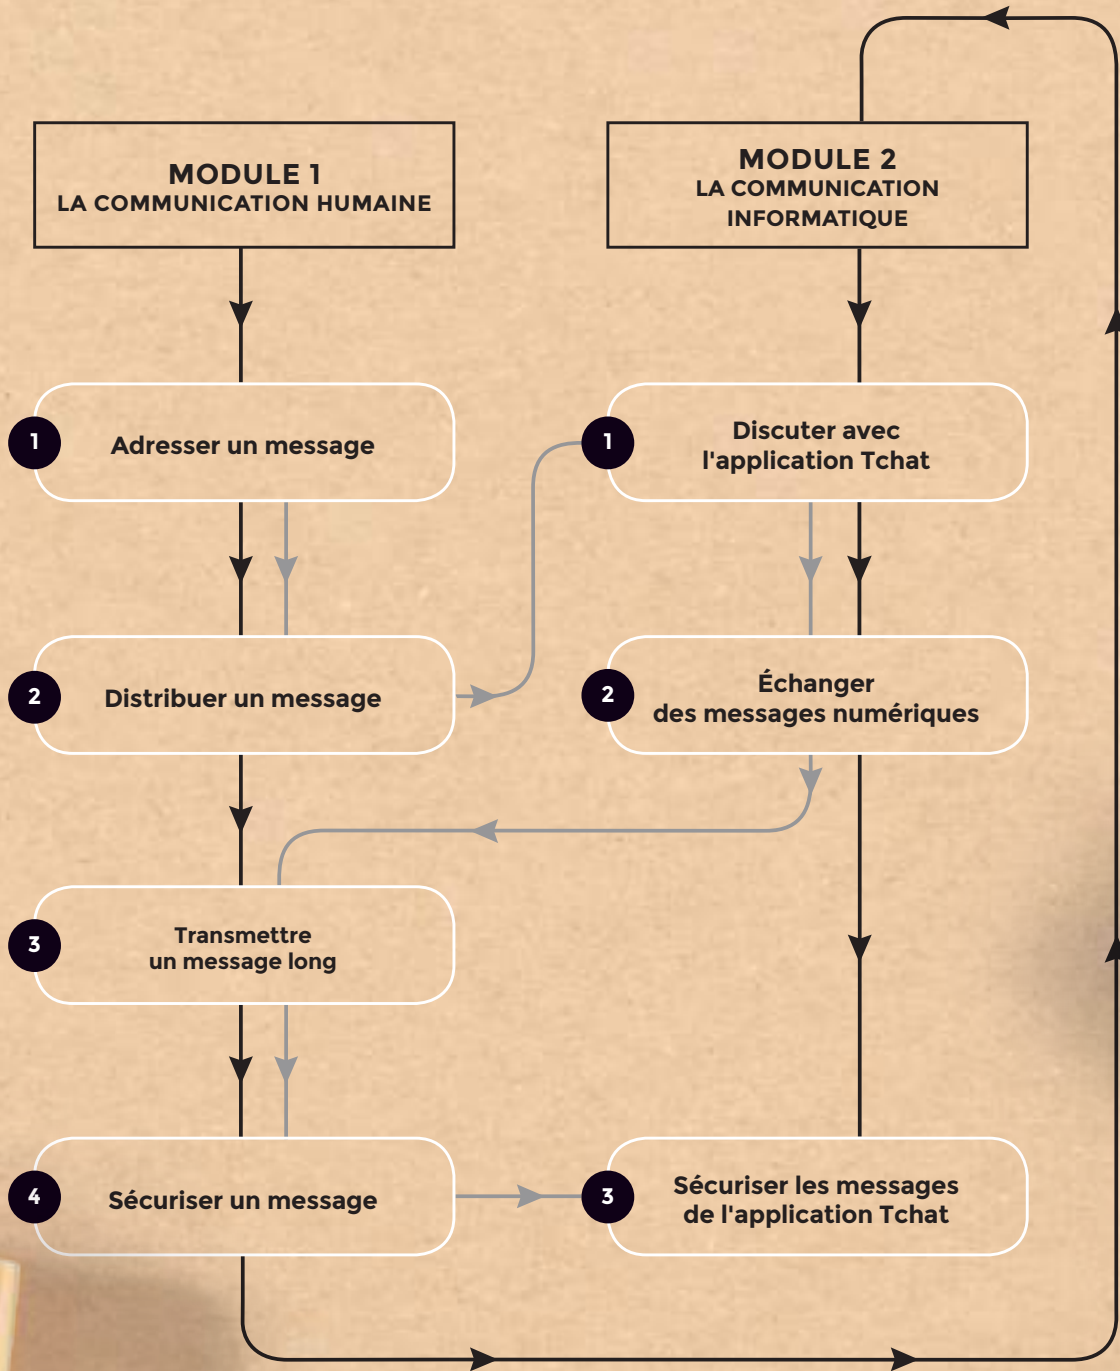 MODULE 1
LA COMMUNICATION HUMAINE
1
Adresser un message
2
Distribuer un message
3
Transmettre
un message long
4
Sécuriser un message
MODULE 2
LA COMMUNICATION
INFORMATIQUE
1
Discuter avec
l'application Tchat
2
Échanger
des messages numériques
3
Sécuriser les messages
de l'application Tchat